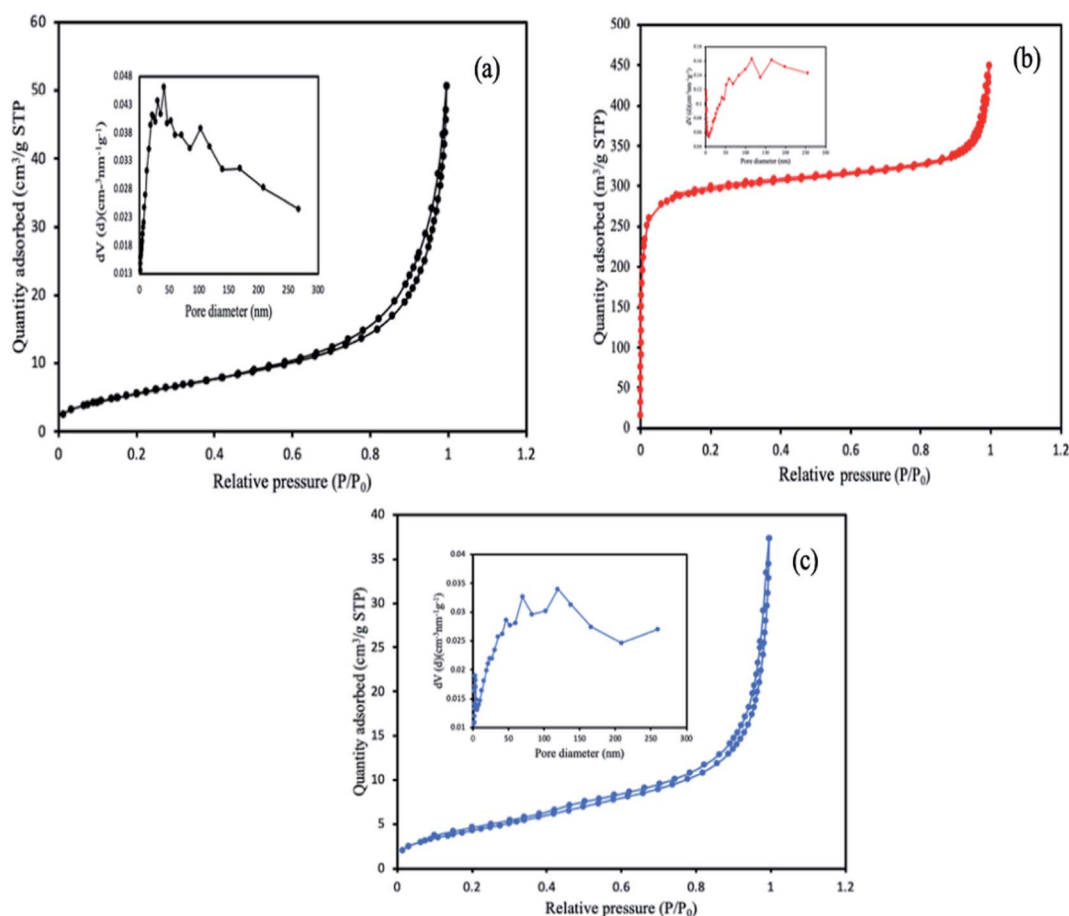 (a)
Quantity adsorbed (cm³/g STP)
60
50
40
30
20
10
0
0 0.2 0.4 0.6 0.8 1 1.2
Relative pressure (P/P₀)
dV (d)(cm⁻³nm⁻¹g⁻¹)
0.048
0.043
0.038
0.033
0.028
0.023
0.018
0.013
0 50 100 150 200 250 300
Pore diameter (nm)
(b)
Quantity adsorbed (m³/g STP)
500
450
400
350
300
250
200
150
100
50
0
0 0.2 0.4 0.6 0.8 1 1.2
Relative pressure (P/P₀)
0 50 100 150 200 250 300
Pore diameter (nm)
(c)
Quantity adsorbed (cm³/g STP)
40
35
30
25
20
15
10
5
0
0 0.2 0.4 0.6 0.8 1 1.2
Relative pressure (P/P₀)
dV (d)(cm⁻³nm⁻¹g⁻¹)
0.04
0.035
0.03
0.025
0.02
0.015
0.01
0 50 100 150 200 250 300
Pore diameter (nm)